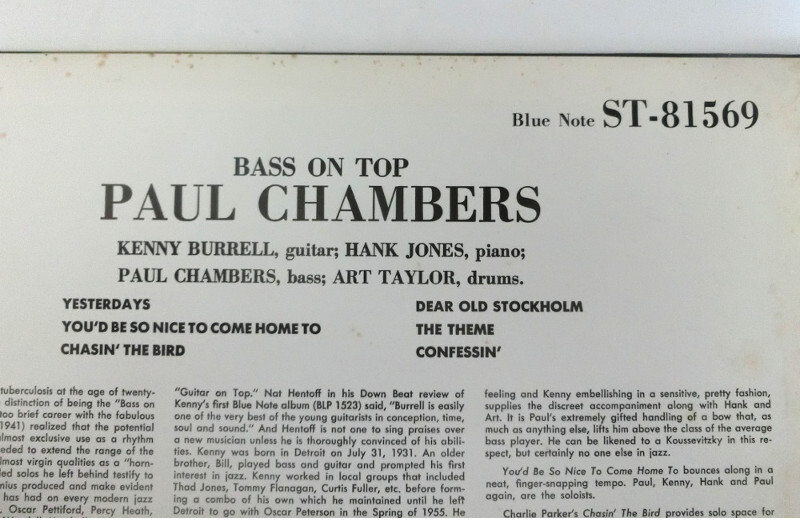 Blue Note ST-81569
BASS ON TOP
PAUL CHAMBERS
KENNY BURRELL, guitar; HANK JONES, piano;
PAUL CHAMBERS, bass; ART TAYLOR, drums.
YESTERDAYS
YOU'D BE SO NICE TO COME HOME TO
CHASIN' THE BIRD
DEAR OLD STOCKHOLM
THE THEME
CONFESSIN'
tuberculosis at the age of twenty-
distinction of being the "Bass on
too brief career with the fabulous
1941) realized that the potential
lmost exclusive use as a rhythm
eded to extend the range of the
lmost virgin qualities as a "horn-
ded solos he left behind testify to
nius produced and make evident
has had on every modern jazz
Oscar Pettiford, Percy Heath,
"Guitar on Top." Nat Hentoff in his Down Beat review of
Kenny's first Blue Note album (BLP 1523) said, "Burrell is easily
one of the very best of the young guitarists in conception, time,
soul and sound." And Hentoff is not one to sing praises over
a new musician unless he is thoroughly convinced of his abili-
ties. Kenny was born in Detroit on July 31, 1931. An older
brother, Bill, played bass and guitar and prompted his first
interest in jazz. Kenny worked in local groups that included
Thad Jones, Tommy Flanagan, Curtis Fuller, etc. before form-
ing a combo of his own which he maintained until he left
Detroit to go with Oscar Peterson in the Spring of 1955. He
feeling and Kenny embellishing in a sensitive, pretty fashion,
supplies the discreet accompaniment along with Hank and
Art. It is Paul's extremely gifted handling of a bow that, as
much as anything else, lifts him above the class of the average
bass player. He can be likened to a Koussevitzky in this re-
spect, but certainly no one else in jazz.
You'd Be So Nice To Come Home To bounces along in a
neat, finger-snapping tempo. Paul, Kenny, Hank and Paul
again, are the soloists.
Charlie Parker's Chasin' The Bird provides solo space for